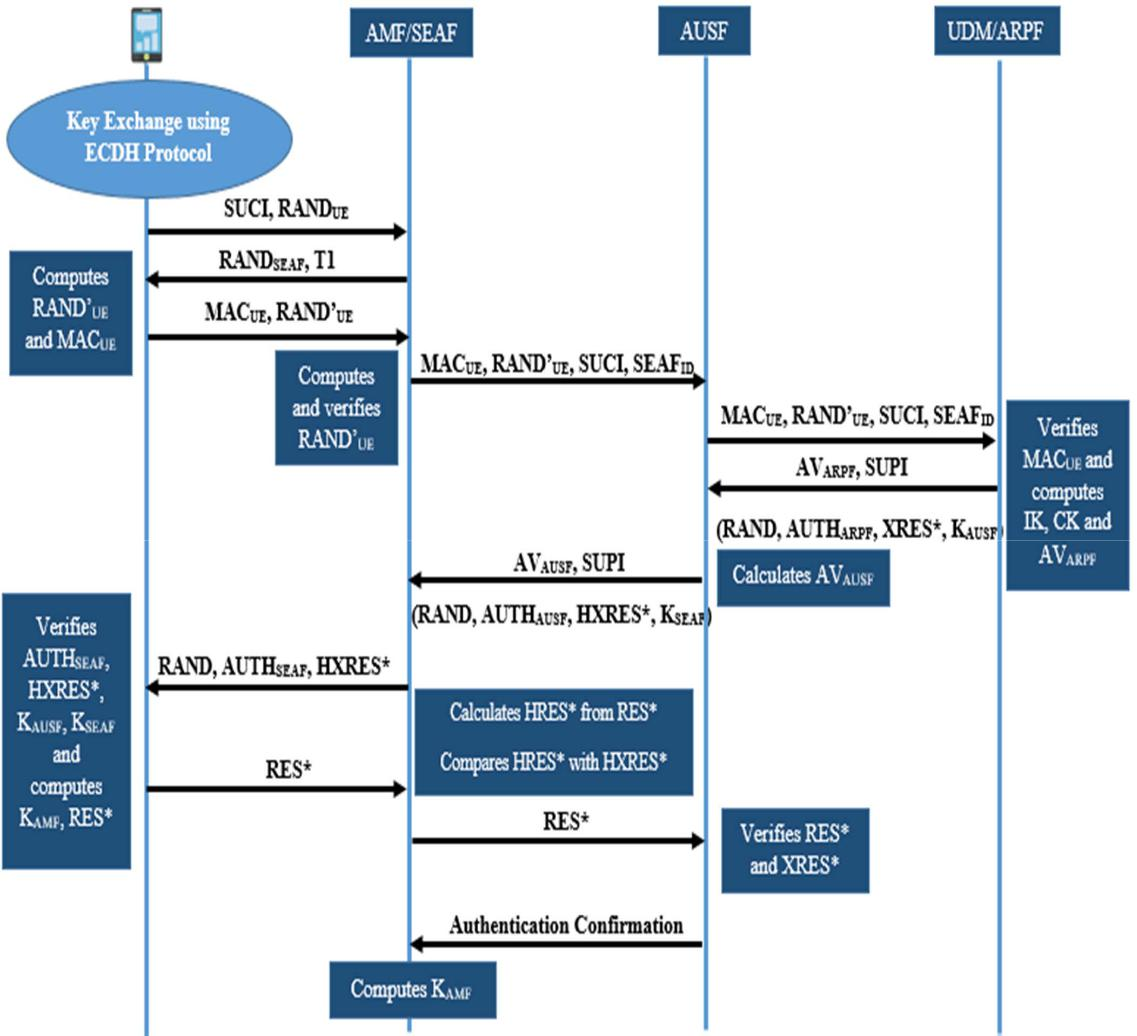 AMF/SEAF
AUSF
UDM/ARPF
Key Exchange using
ECDH Protocol
SUCI, RANDUE
RANDSEAF, T1
Computes
RAND’UE
and MACUE
MACUE, RAND’UE
Computes
and verifies
RAND’UE
MACUE, RAND’UE, SUCI, SEAFID
MACUE, RAND’UE, SUCI, SEAFID
Verifies
MACUE and
computes
IK, CK and
AVARPF
AVARPF, SUPI
(RAND, AUTHARPF, XRES*, KAUSF)
Calculates AVAUSF
AVAUSF, SUPI
(RAND, AUTHAUSF, HXRES*, KSEAF)
Verifies
AUTHSEAF,
HXRES*,
KAUSF, KSEAF
and
computes
KAMF, RES*
RAND, AUTHSEAF, HXRES*
Calculates HRES* from RES*
Compares HRES* with HXRES*
RES*
RES*
Verifies RES*
and XRES*
Authentication Confirmation
Computes KAMF